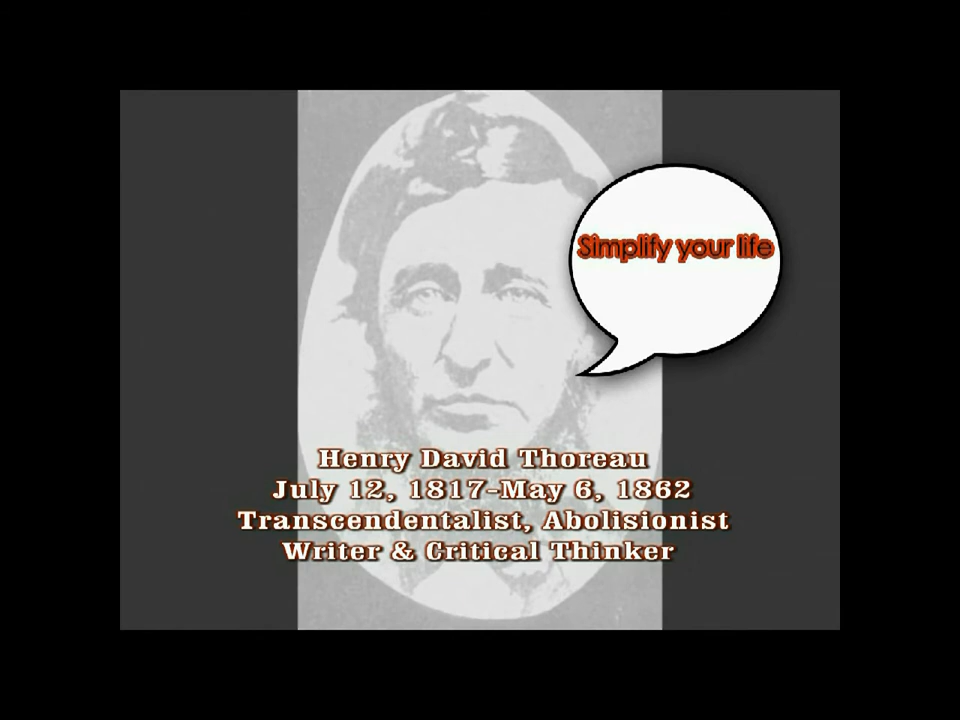 Simplify your life
Henry David Thoreau
July 12, 1817-May 6, 1862
Transcendentalist, Abolisionist
Writer & Critical Thinker